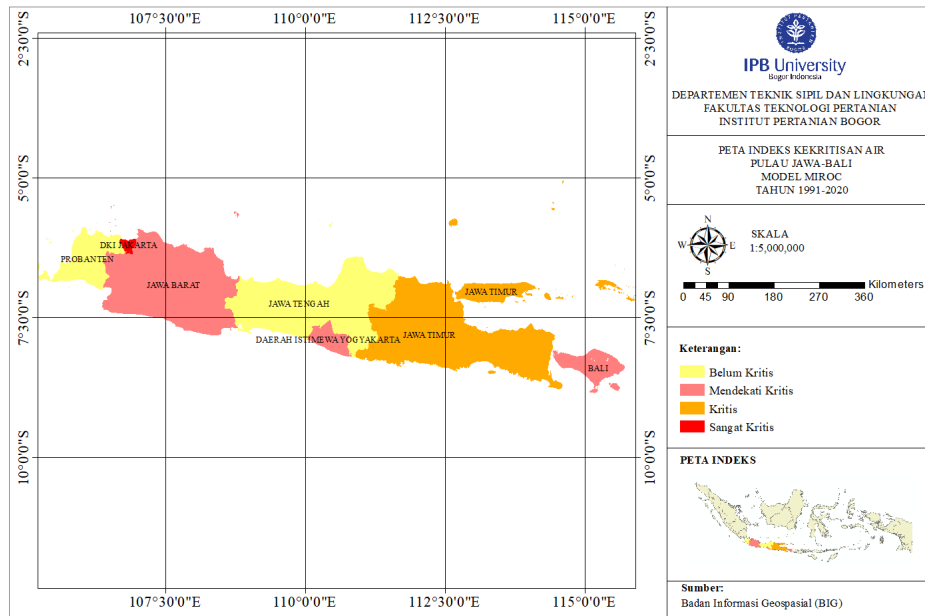 107°30'0"E 110°0'0"E 112°30'0"E 115°0'0"E
2°30'0"S
5°0'0"S
7°30'0"S
10°0'0"S
2°30'0"S
5°0'0"S
7°30'0"S
10°0'0"S
DKI JAKARTA
PROBANTEN
JAWA BARAT
JAWA TENGAH
DAERAH ISTIMEWA YOGYAKARTA
JAWA TIMUR
JAWA TIMUR
BALI
107°30'0"E 110°0'0"E 112°30'0"E 115°0'0"E
INSTITUT PERTANIAN
BOGOR
IPB University
Bogor Indonesia
DEPARTEMEN TEKNIK SIPIL DAN LINGKUNGAN
FAKULTAS TEKNOLOGI PERTANIAN
INSTITUT PERTANIAN BOGOR
PETA INDEKS KEKRITISAN AIR
PULAU JAWA-BALI
MODEL MIROC
TAHUN 1991-2020
N
W E
S
SKALA
1:5,000,000
Kilometers
0 45 90 180 270 360
Keterangan:
Belum Kritis
Mendekati Kritis
Kritis
Sangat Kritis
PETA INDEKS
Sumber:
Badan Informasi Geospasial (BIG)